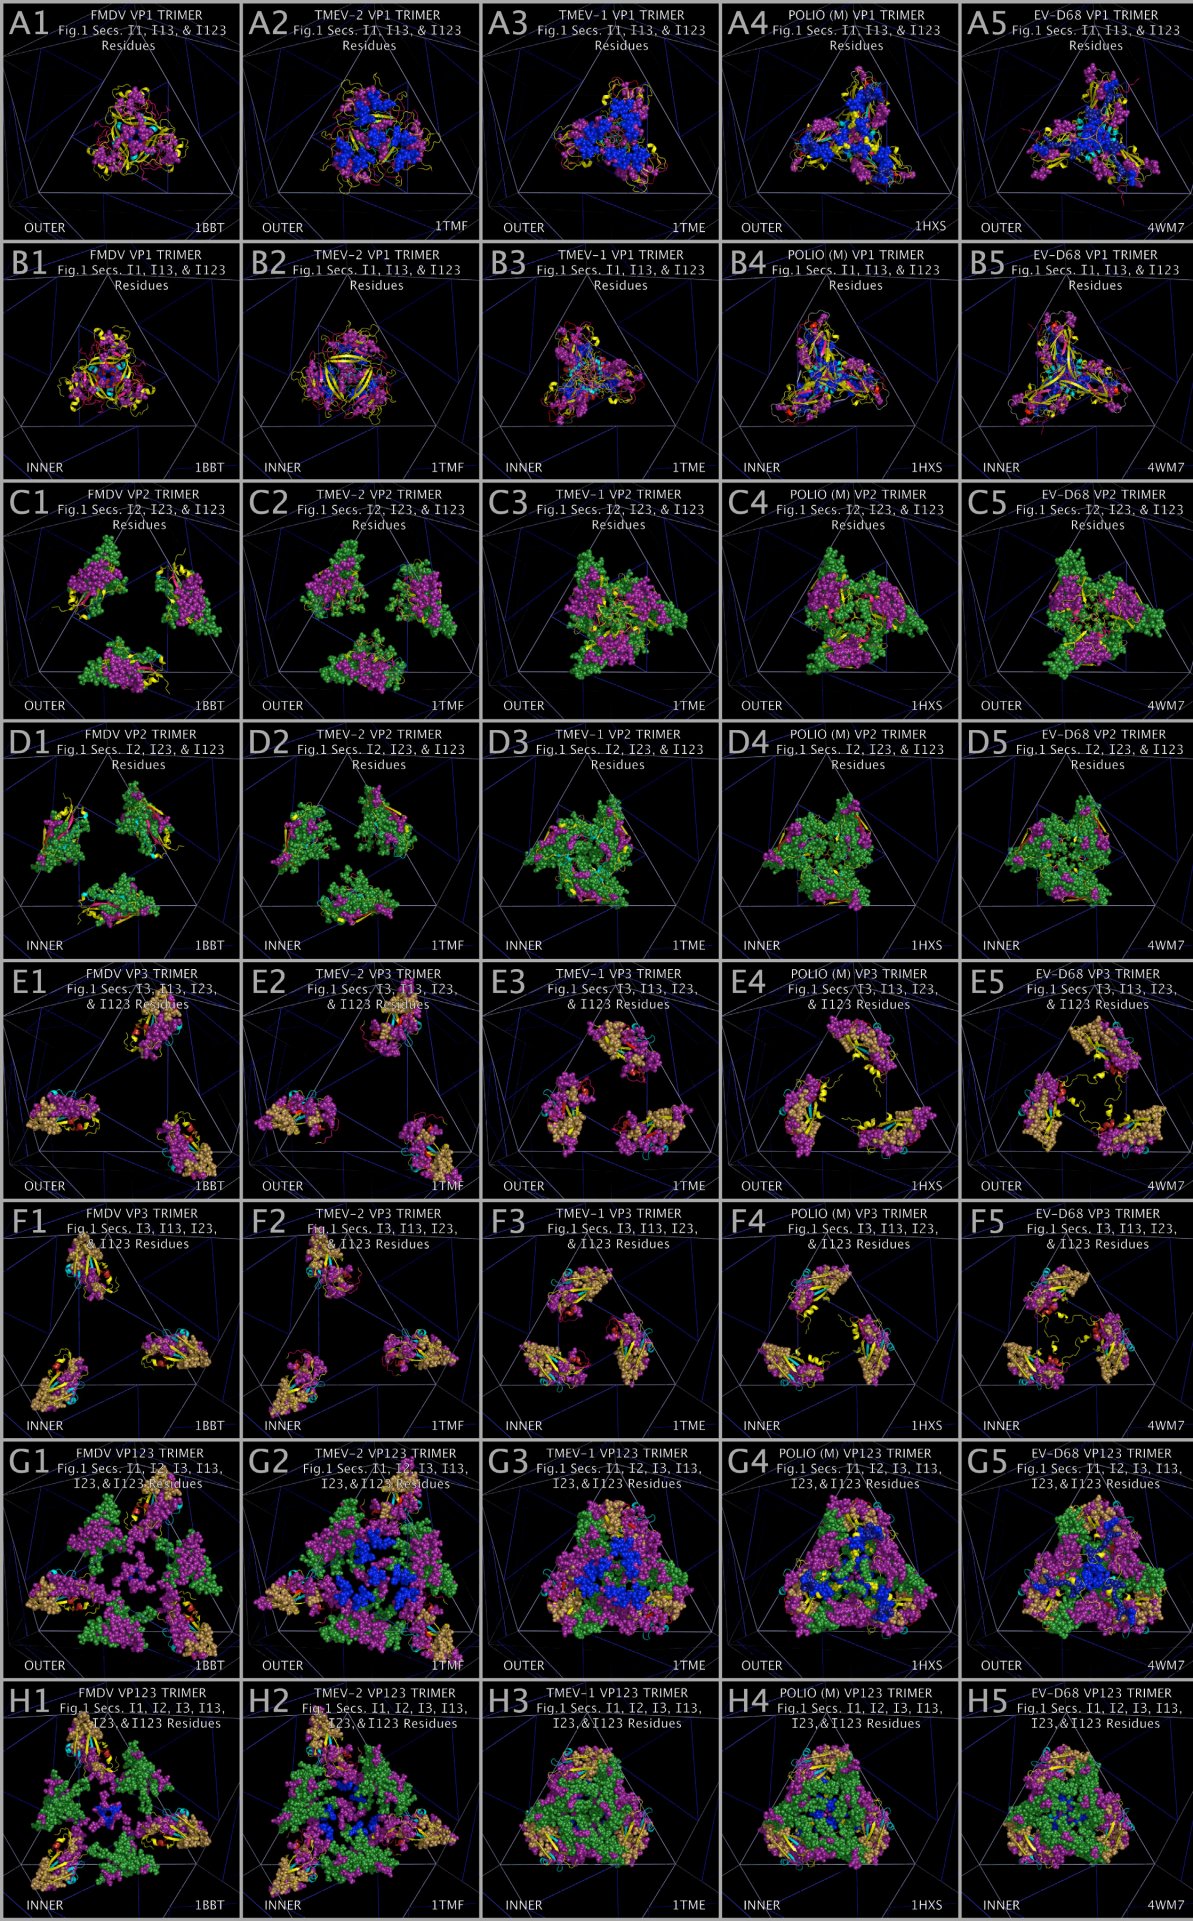 A1 FMDV VP1 TRIMER
Fig.1 Secs. I1, I13, & I123
Residues
OUTER 1BBT
A2 TMEV-2 VP1 TRIMER
Fig.1 Secs. I1, I13, & I123
Residues
OUTER 1TMF
A3 TMEV-1 VP1 TRIMER
Fig.1 Secs. I1, I13, & I123
Residues
OUTER 1TME
A4 POLIO (M) VP1 TRIMER
Fig.1 Secs. I1, I13, & I123
Residues
OUTER 1HXS
A5 EV-D68 VP1 TRIMER
Fig.1 Secs. I1, I13, & I123
Residues
OUTER 4WM7
B1 FMDV VP1 TRIMER
Fig.1 Secs. I1, I13, & I123
Residues
INNER 1BBT
B2 TMEV-2 VP1 TRIMER
Fig.1 Secs. I1, I13, & I123
Residues
INNER 1TMF
B3 TMEV-1 VP1 TRIMER
Fig.1 Secs. I1, I13, & I123
Residues
INNER 1TME
B4 POLIO (M) VP1 TRIMER
Fig.1 Secs. I1, I13, & I123
Residues
INNER 1HXS
B5 EV-D68 VP1 TRIMER
Fig.1 Secs. I1, I13, & I123
Residues
INNER 4WM7
C1 FMDV VP2 TRIMER
Fig.1 Secs. I2, I23, & I123
Residues
OUTER 1BBT
C2 TMEV-2 VP2 TRIMER
Fig.1 Secs. I2, I23, & I123
Residues
OUTER 1TMF
C3 TMEV-1 VP2 TRIMER
Fig.1 Secs. I2, I23, & I123
Residues
OUTER 1TME
C4 POLIO (M) VP2 TRIMER
Fig.1 Secs. I2, I23, & I123
Residues
OUTER 1HXS
C5 EV-D68 VP2 TRIMER
Fig.1 Secs. I2, I23, & I123
Residues
OUTER 4WM7
D1 FMDV VP2 TRIMER
Fig.1 Secs. I2, I23, & I123
Residues
INNER 1BBT
D2 TMEV-2 VP2 TRIMER
Fig.1 Secs. I2, I23, & I123
Residues
INNER 1TMF
D3 TMEV-1 VP2 TRIMER
Fig.1 Secs. I2, I23, & I123
Residues
INNER 1TME
D4 POLIO (M) VP2 TRIMER
Fig.1 Secs. I2, I23, & I123
Residues
INNER 1HXS
D5 EV-D68 VP2 TRIMER
Fig.1 Secs. I2, I23, & I123
Residues
INNER 4WM7
E1 FMDV VP3 TRIMER
Fig.1 Secs. I3, I13, I23,
& I123 Residues
OUTER 1BBT
E2 TMEV-2 VP3 TRIMER
Fig.1 Secs. I3, I13, I23,
& I123 Residues
OUTER 1TMF
E3 TMEV-1 VP3 TRIMER
Fig.1 Secs. I3, I13, I23,
& I123 Residues
OUTER 1TME
E4 POLIO (M) VP3 TRIMER
Fig.1 Secs. I3, I13, I23,
& I123 Residues
OUTER 1HXS
E5 EV-D68 VP3 TRIMER
Fig.1 Secs. I3, I13, I23,
& I123 Residues
OUTER 4WM7
F1 FMDV VP3 TRIMER
Fig.1 Secs. I3, I13, I23,
& I123 Residues
INNER 1BBT
F2 TMEV-2 VP3 TRIMER
Fig.1 Secs. I3, I13, I23,
& I123 Residues
INNER 1TMF
F3 TMEV-1 VP3 TRIMER
Fig.1 Secs. I3, I13, I23,
& I123 Residues
INNER 1TME
F4 POLIO (M) VP3 TRIMER
Fig.1 Secs. I3, I13, I23,
& I123 Residues
INNER 1HXS
F5 EV-D68 VP3 TRIMER
Fig.1 Secs. I3, I13, I23,
& I123 Residues
INNER 4WM7
G1 FMDV VP123 TRIMER
Fig.1 Secs. I1, I2, I3, I13,
I23, & I123 Residues
OUTER 1BBT
G2 TMEV-2 VP123 TRIMER
Fig.1 Secs. I1, I2, I3, I13,
I23, & I123 Residues
OUTER 1TMF
G3 TMEV-1 VP123 TRIMER
Fig.1 Secs. I1, I2, I3, I13,
I23, & I123 Residues
OUTER 1TME
G4 POLIO (M) VP123 TRIMER
Fig.1 Secs. I1, I2, I3, I13,
I23, & I123 Residues
OUTER 1HXS
G5 EV-D68 VP123 TRIMER
Fig.1 Secs. I1, I2, I3, I13,
I23, & I123 Residues
OUTER 4WM7
H1 FMDV VP123 TRIMER
Fig.1 Secs. I1, I2, I3, I13,
I23, & I123 Residues
INNER 1BBT
H2 TMEV-2 VP123 TRIMER
Fig.1 Secs. I1, I2, I3, I13,
I23, & I123 Residues
INNER 1TMF
H3 TMEV-1 VP123 TRIMER
Fig.1 Secs. I1, I2, I3, I13,
I23, & I123 Residues
INNER 1TME
H4 POLIO (M) VP123 TRIMER
Fig.1 Secs. I1, I2, I3, I13,
I23, & I123 Residues
INNER 1HXS
H5 EV-D68 VP123 TRIMER
Fig.1 Secs. I1, I2, I3, I13,
I23, & I123 Residues
INNER 4WM7